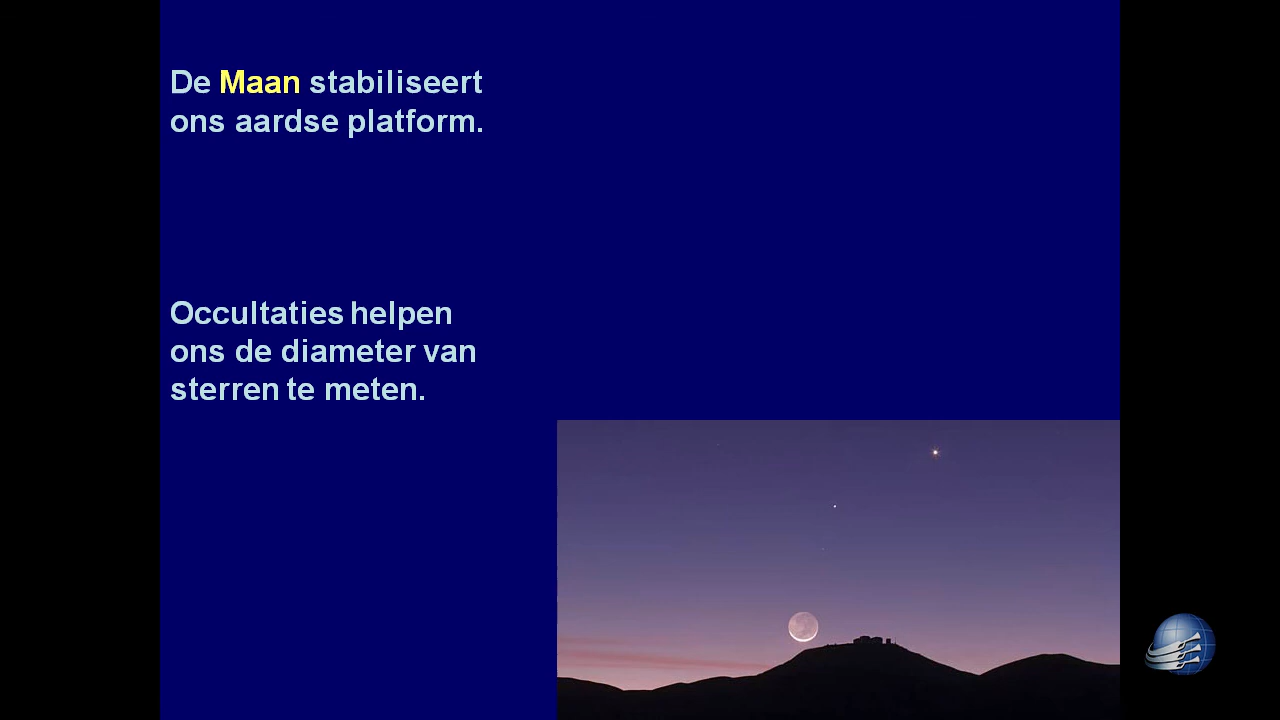 De Maan stabiliseert
ons aardse platform.
Occultaties helpen
ons de diameter van
sterren te meten.